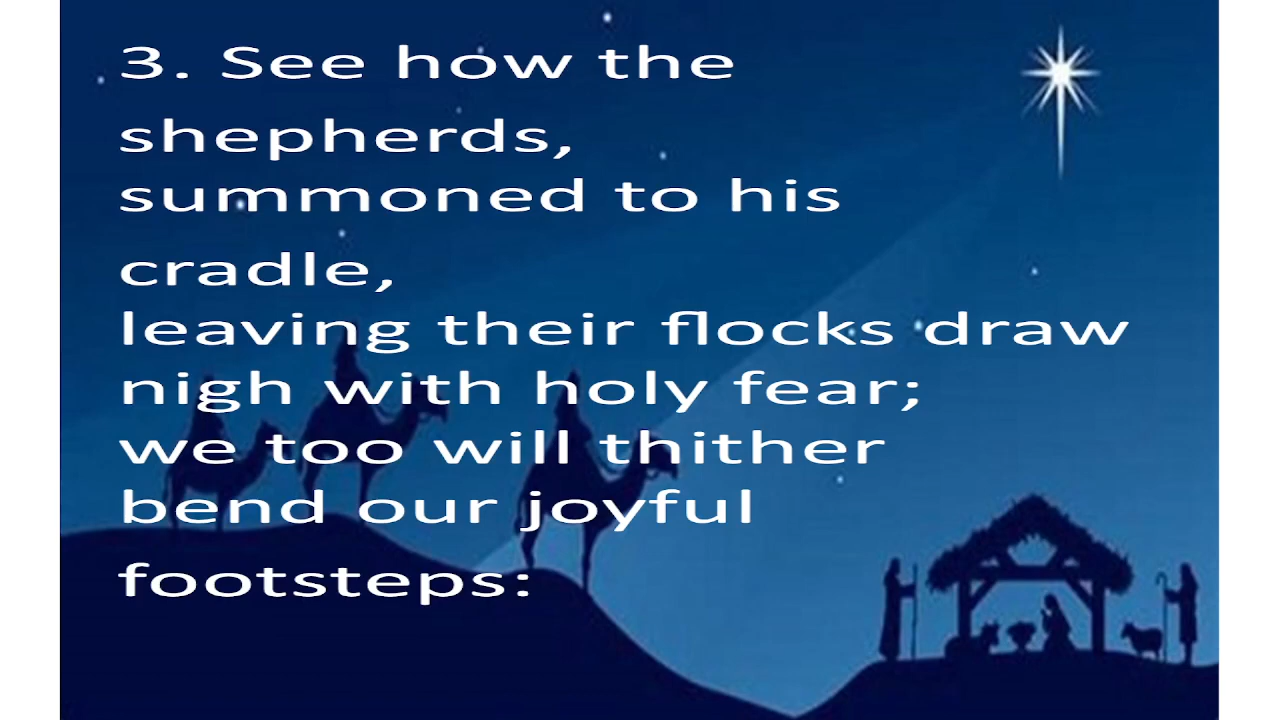 3. See how the
shepherds,
summoned to his
cradle,
leaving their flocks draw
nigh with holy fear;
we too will thither
bend our joyful
footsteps: